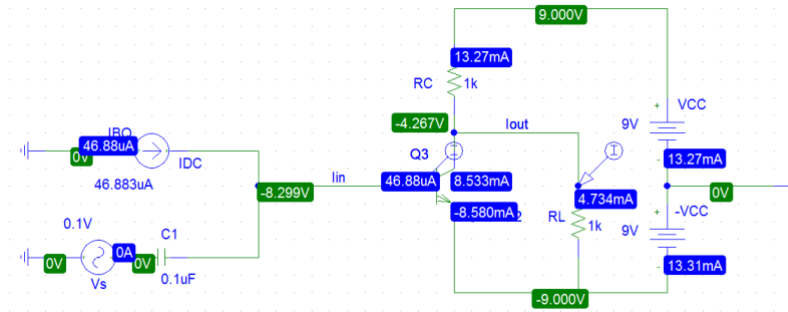 9.000V
13.27mA
RC
1k
VCC
-4.267V
Iout
9V
IBQ
46.88uA
0V
IDC
Q3
13.27mA
46.883uA
Iin
46.88uA
8.533mA
-8.299V
4.734mA
0V
-8.580mA
RL
1k
-VCC
9V
0.1V
C1
0A
0V
0V
Vs
0.1uF
13.31mA
-9.000V